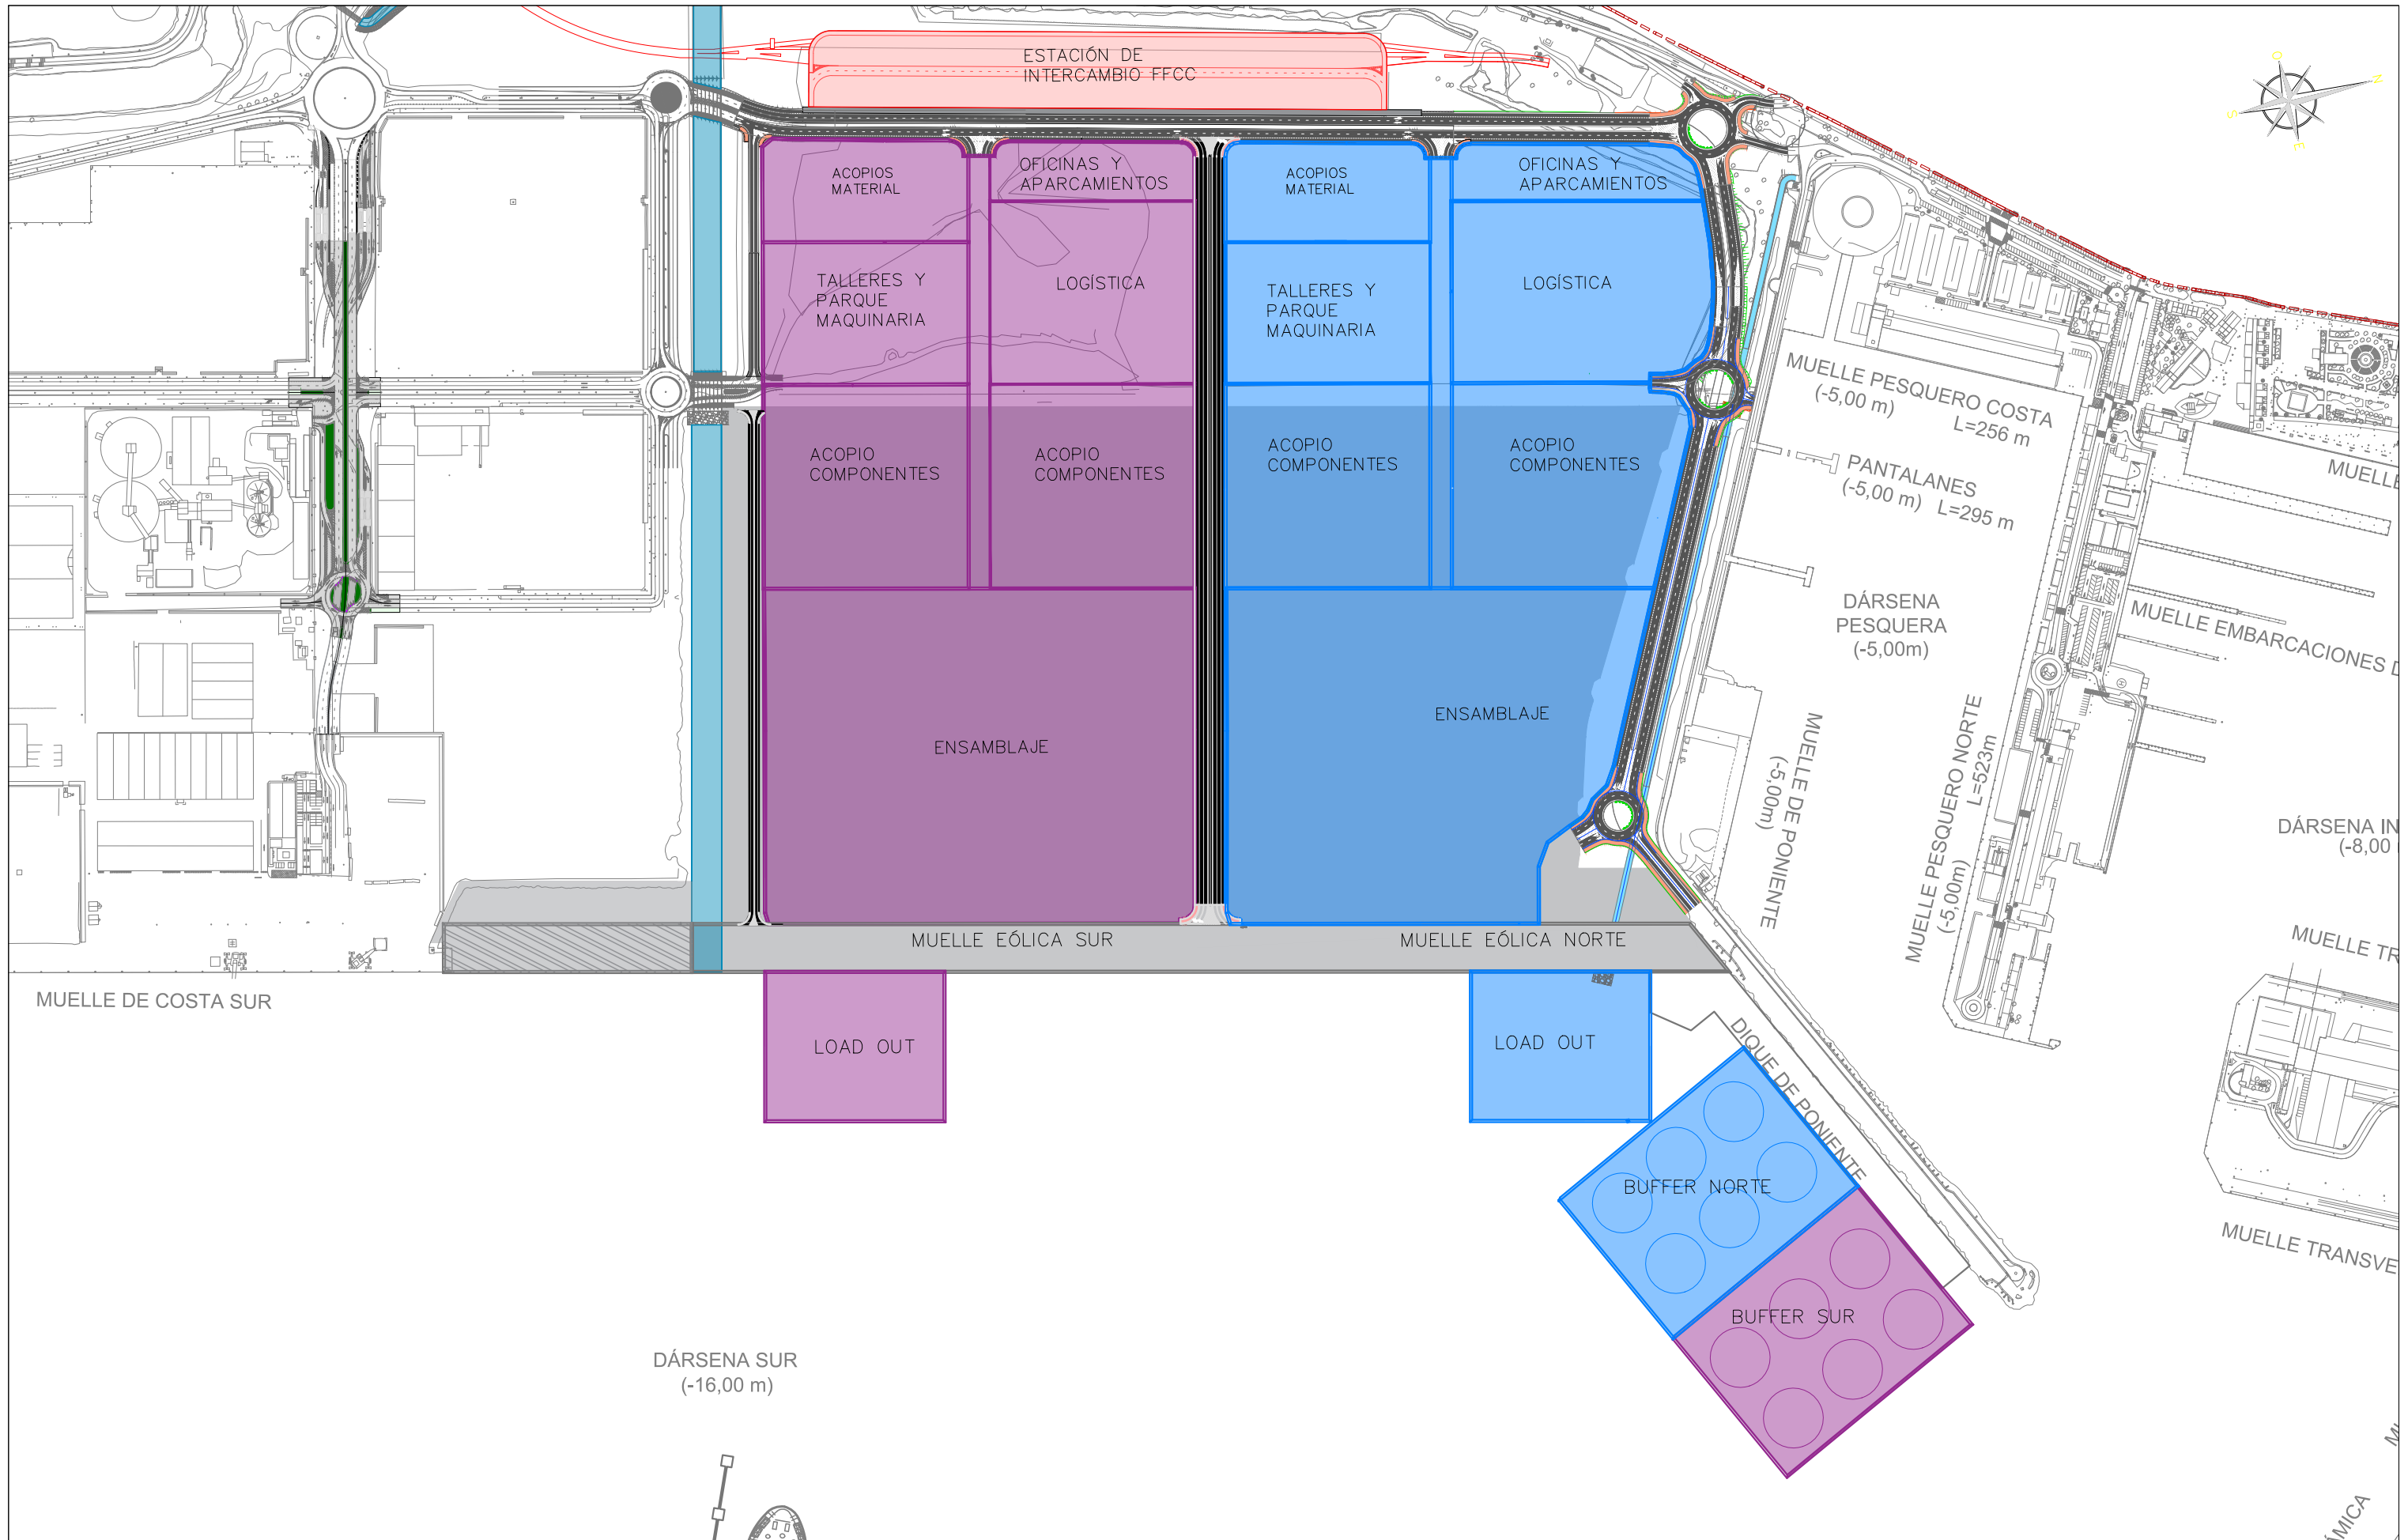 ESTACIÓN DE
INTERCAMBIO FFCC
O
N
S
E
ACOPIOS
MATERIAL
OFICINAS Y
APARCAMIENTOS
ACOPIOS
MATERIAL
OFICINAS Y
APARCAMIENTOS
TALLERES Y
PARQUE
MAQUINARIA
LOGÍSTICA
TALLERES Y
PARQUE
MAQUINARIA
LOGÍSTICA
MUELLE PESQUERO COSTA
(-5,00 m)
L=256 m
ACOPIO
COMPONENTES
ACOPIO
COMPONENTES
ACOPIO
COMPONENTES
ACOPIO
COMPONENTES
PANTALANES
(-5,00 m) L=295 m
MUELLE
DÁRSENA
PESQUERA
(-5,00m)
MUELLE EMBARCACIONES D
ENSAMBLAJE
ENSAMBLAJE
MUELLE DE PONIENTE
(-5,00m)
MUELLE PESQUERO NORTE
L=523m
(-5,00m)
DÁRSENA IN
(-8,00
MUELLE EÓLICA SUR
MUELLE EÓLICA NORTE
MUELLE TR
MUELLE DE COSTA SUR
LOAD OUT
LOAD OUT
DIQUE DE PONIENTE
BUFFER NORTE
MUELLE TRANSVE
BUFFER SUR
DÁRSENA SUR
(-16,00 m)
ÁMICA